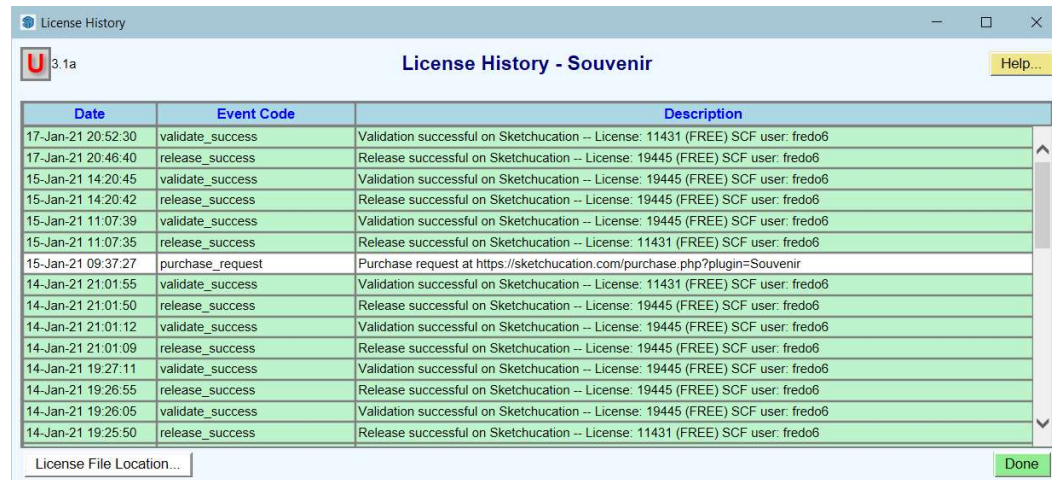 License History
U 3.1a License History - Souvenir Help...
Date Event Code Description
17-Jan-21 20:52:30 validate_success Validation successful on Sketchucation -- License: 11431 (FREE) SCF user: fredo6
17-Jan-21 20:46:40 release_success Release successful on Sketchucation -- License: 19445 (FREE) SCF user: fredo6
15-Jan-21 14:20:45 validate_success Validation successful on Sketchucation -- License: 19445 (FREE) SCF user: fredo6
15-Jan-21 14:20:42 release_success Release successful on Sketchucation -- License: 19445 (FREE) SCF user: fredo6
15-Jan-21 11:07:39 validate_success Validation successful on Sketchucation -- License: 19445 (FREE) SCF user: fredo6
15-Jan-21 11:07:35 release_success Release successful on Sketchucation -- License: 11431 (FREE) SCF user: fredo6
15-Jan-21 09:37:27 purchase_request Purchase request at https://sketchucation.com/purchase.php?plugin=Souvenir
14-Jan-21 21:01:55 validate_success Validation successful on Sketchucation -- License: 11431 (FREE) SCF user: fredo6
14-Jan-21 21:01:50 release_success Release successful on Sketchucation -- License: 19445 (FREE) SCF user: fredo6
14-Jan-21 21:01:12 validate_success Validation successful on Sketchucation -- License: 19445 (FREE) SCF user: fredo6
14-Jan-21 21:01:09 release_success Release successful on Sketchucation -- License: 19445 (FREE) SCF user: fredo6
14-Jan-21 19:27:11 validate_success Validation successful on Sketchucation -- License: 19445 (FREE) SCF user: fredo6
14-Jan-21 19:26:55 release_success Release successful on Sketchucation -- License: 19445 (FREE) SCF user: fredo6
14-Jan-21 19:26:05 validate_success Validation successful on Sketchucation -- License: 19445 (FREE) SCF user: fredo6
14-Jan-21 19:25:50 release_success Release successful on Sketchucation -- License: 11431 (FREE) SCF user: fredo6
License File Location... Done